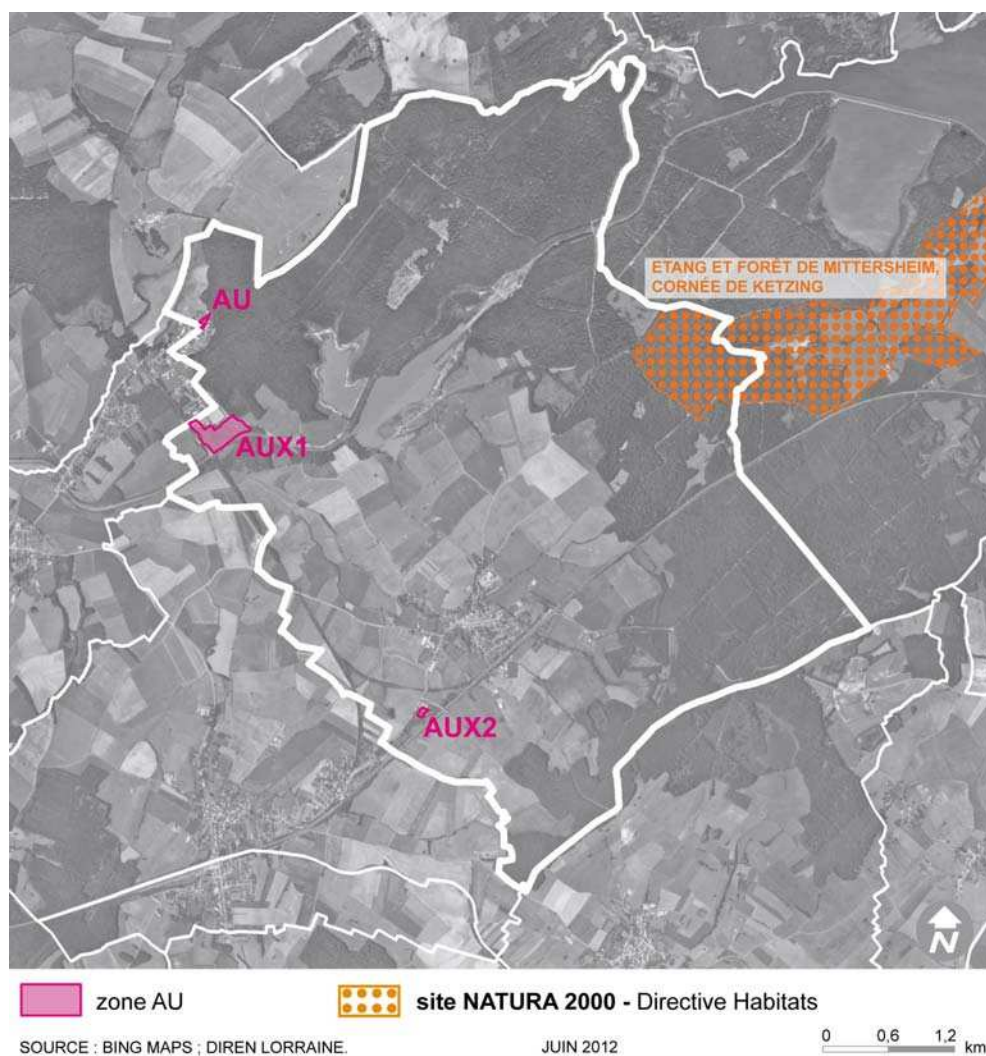 ETANG ET FORÊT DE MITTERSHEIM,
CORNÉE DE KETZING
AU
AUX1
AUX2
N
zone AU
site NATURA 2000 - Directive Habitats
SOURCE : BING MAPS ; DIREN LORRAINE.
JUIN 2012
0 0,6 1,2 km